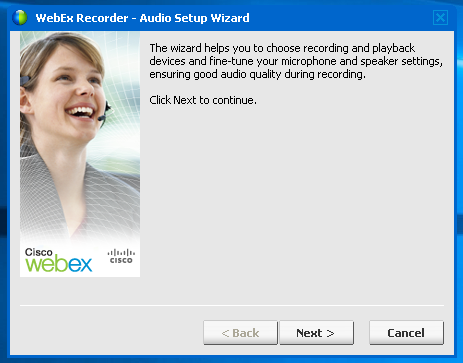 WebEx Recorder - Audio Setup Wizard
The wizard helps you to choose recording and playback
devices and fine-tune your microphone and speaker settings,
ensuring good audio quality during recording.
Click Next to continue.
Cisco
webex
CISCO
< Back
Next >
Cancel